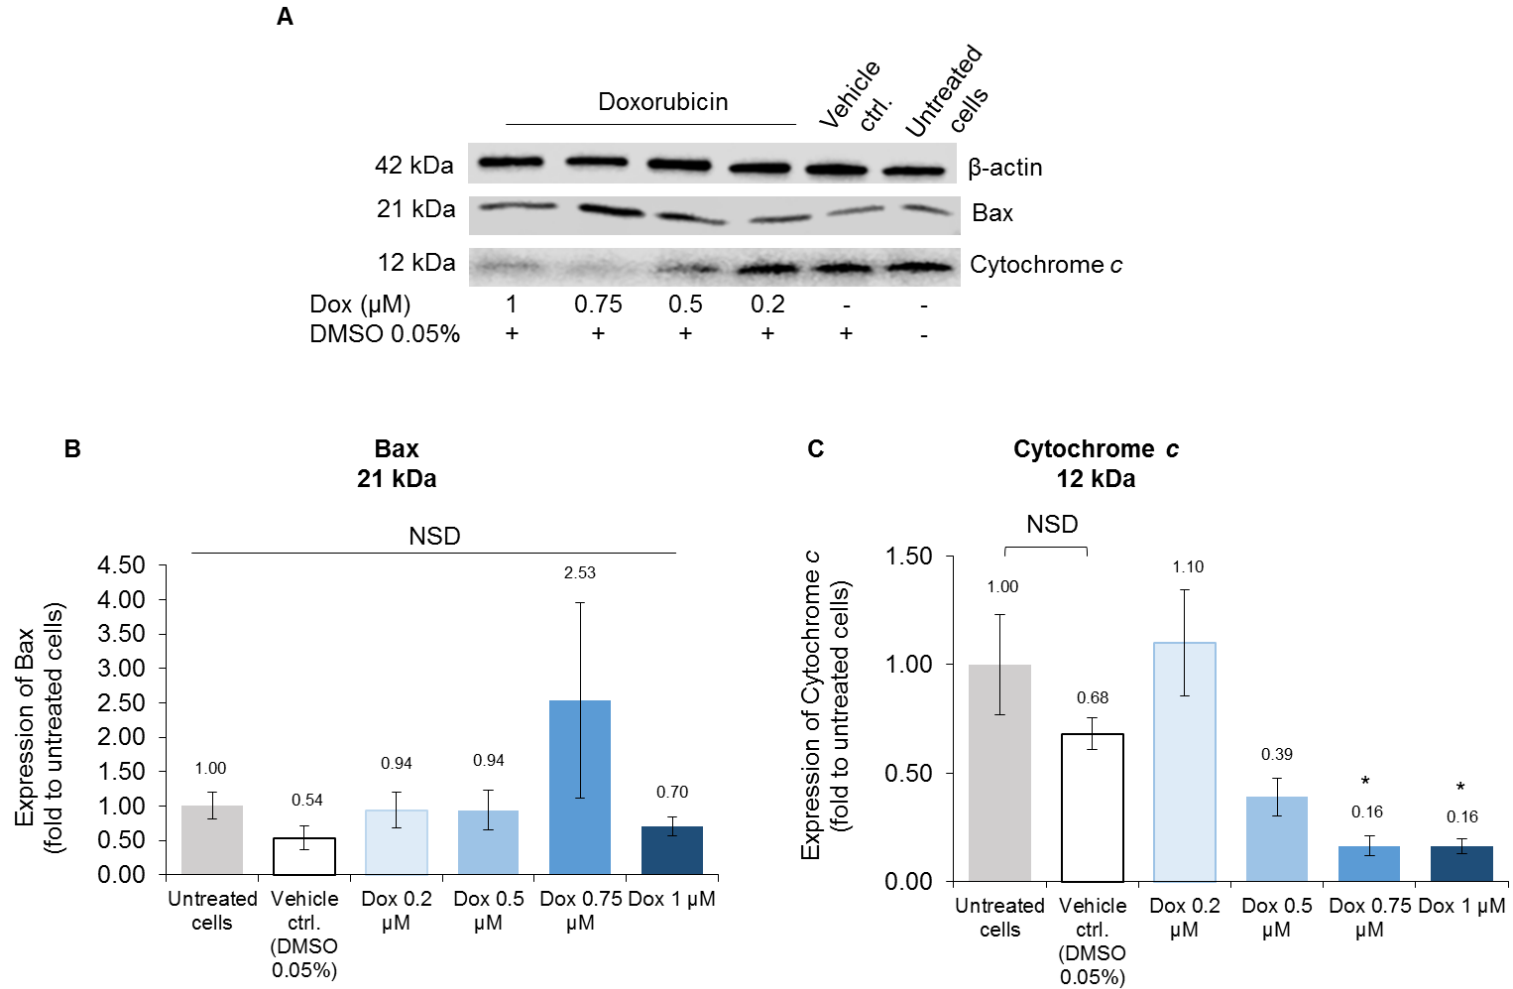 A
Doxorubicin
Vehicle
ctrl.
Untreated
cells
42 kDa
β-actin
21 kDa
Bax
12 kDa
Cytochrome c
Dox (µM) 1 0.75 0.5 0.2 - -
DMSO 0.05% + + + + + -
B
Bax
21 kDa
NSD
Expression of Bax
(fold to untreated cells)
4.50
4.00
3.50
3.00
2.50
2.00
1.50
1.00
0.50
0.00
1.00
0.54
0.94
0.94
2.53
0.70
Untreated
cells
Vehicle
ctrl.
(DMSO
0.05%)
Dox 0.2
µM
Dox 0.5
µM
Dox 0.75
µM
Dox 1 µM
C
Cytochrome c
12 kDa
NSD
Expression of Cytochrome c
(fold to untreated cells)
1.50
1.00
0.50
0.00
1.00
0.68
1.10
0.39
*
0.16
*
0.16
Untreated
cells
Vehicle
ctrl.
(DMSO
0.05%)
Dox 0.2
µM
Dox 0.5
µM
Dox 0.75
µM
Dox 1 µM